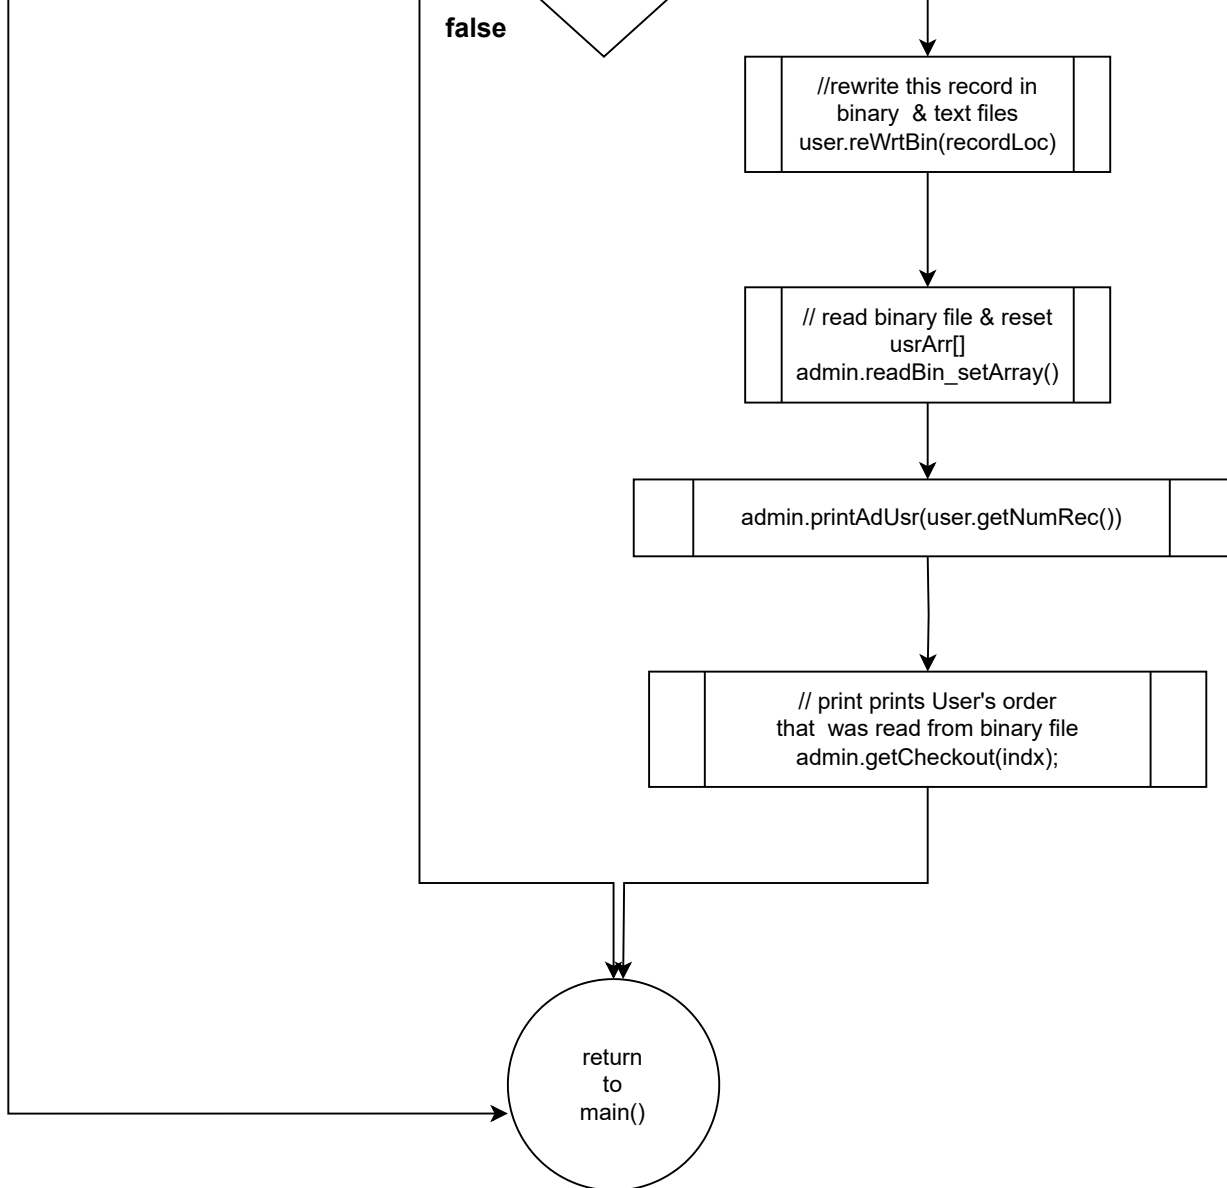 false
//rewrite this record in
binary  & text files
user.reWrtBin(recordLoc)
// read binary file & reset
usrArr[]
admin.readBin_setArray()
admin.printAdUsr(user.getNumRec())
// print prints User's order
that  was read from binary file
admin.getCheckout(indx);
return
to
main()